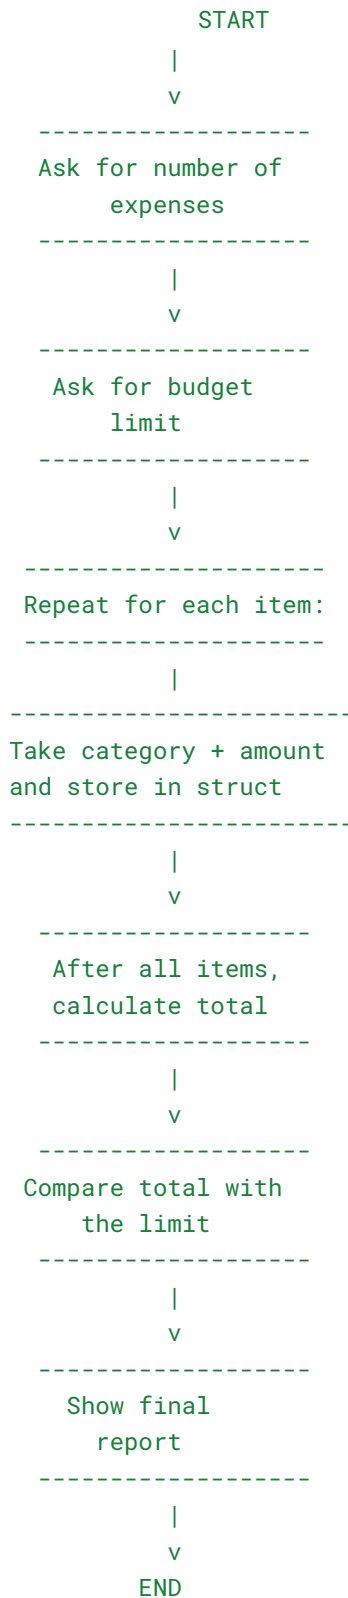 START
|
v
-------------------
Ask for number of
expenses
-------------------
|
v
-------------------
Ask for budget
limit
-------------------
|
v
---------------------
Repeat for each item:
---------------------
|
------------------------
Take category + amount
and store in struct
------------------------
|
v
-------------------
After all items,
calculate total
-------------------
|
v
-------------------
Compare total with
the limit
-------------------
|
v
-------------------
Show final
report
-------------------
|
v
END